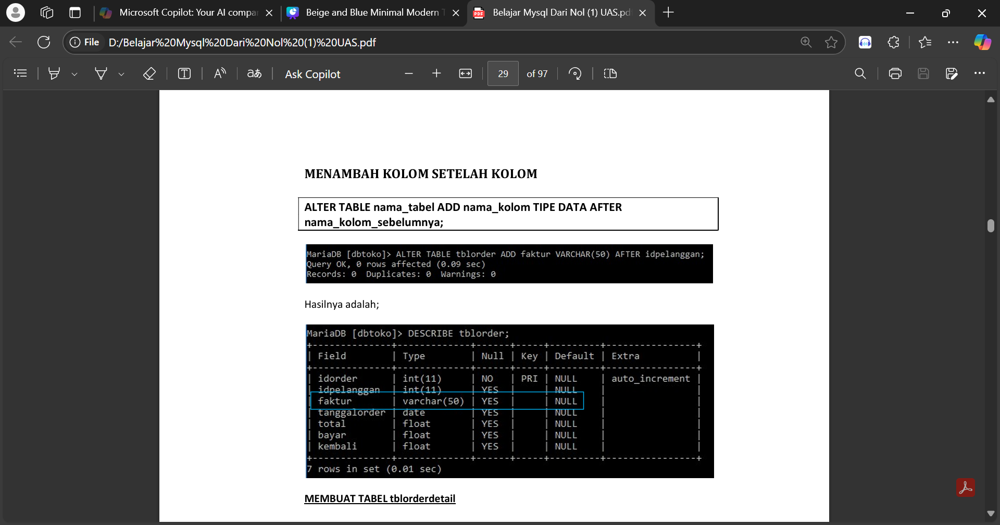 Microsoft Copilot: Your AI compar
Beige and Blue Minimal Modern T
Belajar Mysql Dari Nol (1) UAS.pdf
File D:/Belajar%20Mysql%20Dari%20Nol%20(1)%20UAS.pdf
Ask Copilot
29 of 97
MENAMBAH KOLOM SETELAH KOLOM
ALTER TABLE nama_tabel ADD nama_kolom TIPE DATA AFTER
nama_kolom_sebelumnya;
MariaDB [dbtoko]> ALTER TABLE tblorder ADD faktur VARCHAR(50) AFTER idpelanggan;
Query OK, 0 rows affected (0.09 sec)
Records: 0  Duplicates: 0  Warnings: 0
Hasilnya adalah;
MariaDB [dbtoko]> DESCRIBE tblorder;
+--------------+-------------+------+-----+---------+----------------+
| Field        | Type        | Null | Key | Default | Extra          |
+--------------+-------------+------+-----+---------+----------------+
| idorder      | int(11)     | NO   | PRI | NULL    | auto_increment |
| idpelanggan  | int(11)     | YES  |     | NULL    |                |
| faktur       | varchar(50) | YES  |     | NULL    |                |
| tanggalorder | date        | YES  |     | NULL    |                |
| total        | float       | YES  |     | NULL    |                |
| bayar        | float       | YES  |     | NULL    |                |
| kembali      | float       | YES  |     | NULL    |                |
+--------------+-------------+------+-----+---------+----------------+
7 rows in set (0.01 sec)
MEMBUAT TABEL tblorderdetail